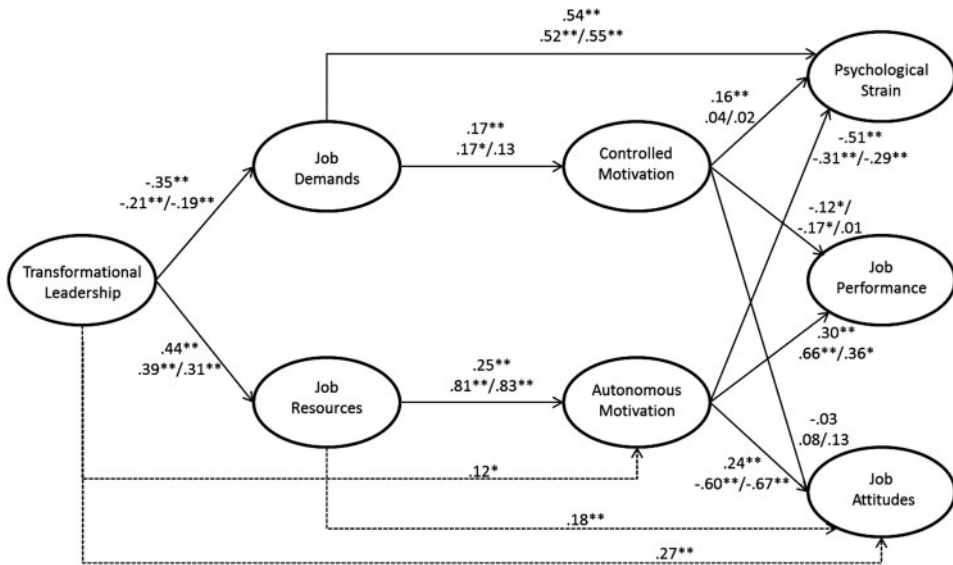 .54**
.52**/.55**
Psychological
Strain
.16**
.04/.02
-.51**
-.31**/-.29**
Job
Demands
.17**
.17*/.13
Controlled
Motivation
-.35**
-.21**/-.19**
-.12*/
-.17*/.01
Transformational
Leadership
Job
Performance
.30**
.66**/.36*
.44**
.39**/.31**
Job
Resources
.25**
.81**/.83**
Autonomous
Motivation
-.03
.08/.13
.24**
-.60**/-.67**
Job
Attitudes
.12*
.18**
.27**